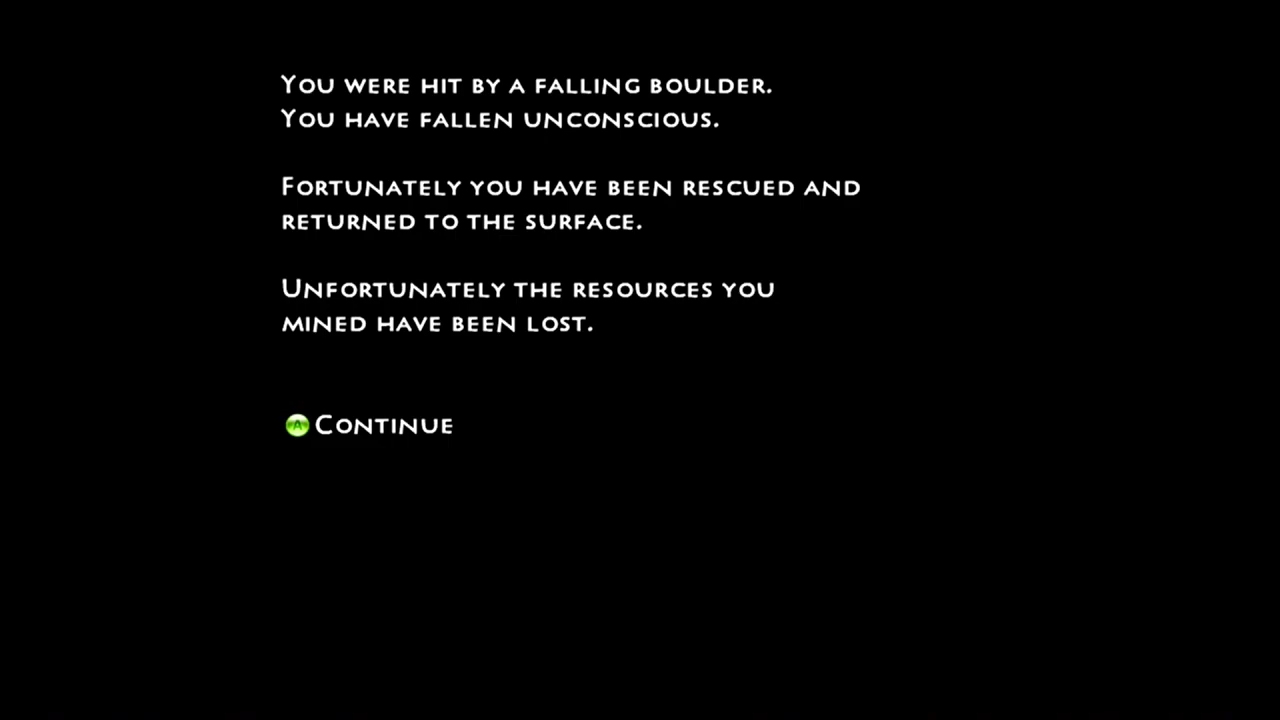 You were hit by a falling boulder.
You have fallen unconscious.
Fortunately you have been rescued and
returned to the surface.
Unfortunately the resources you
mined have been lost.
A Continue